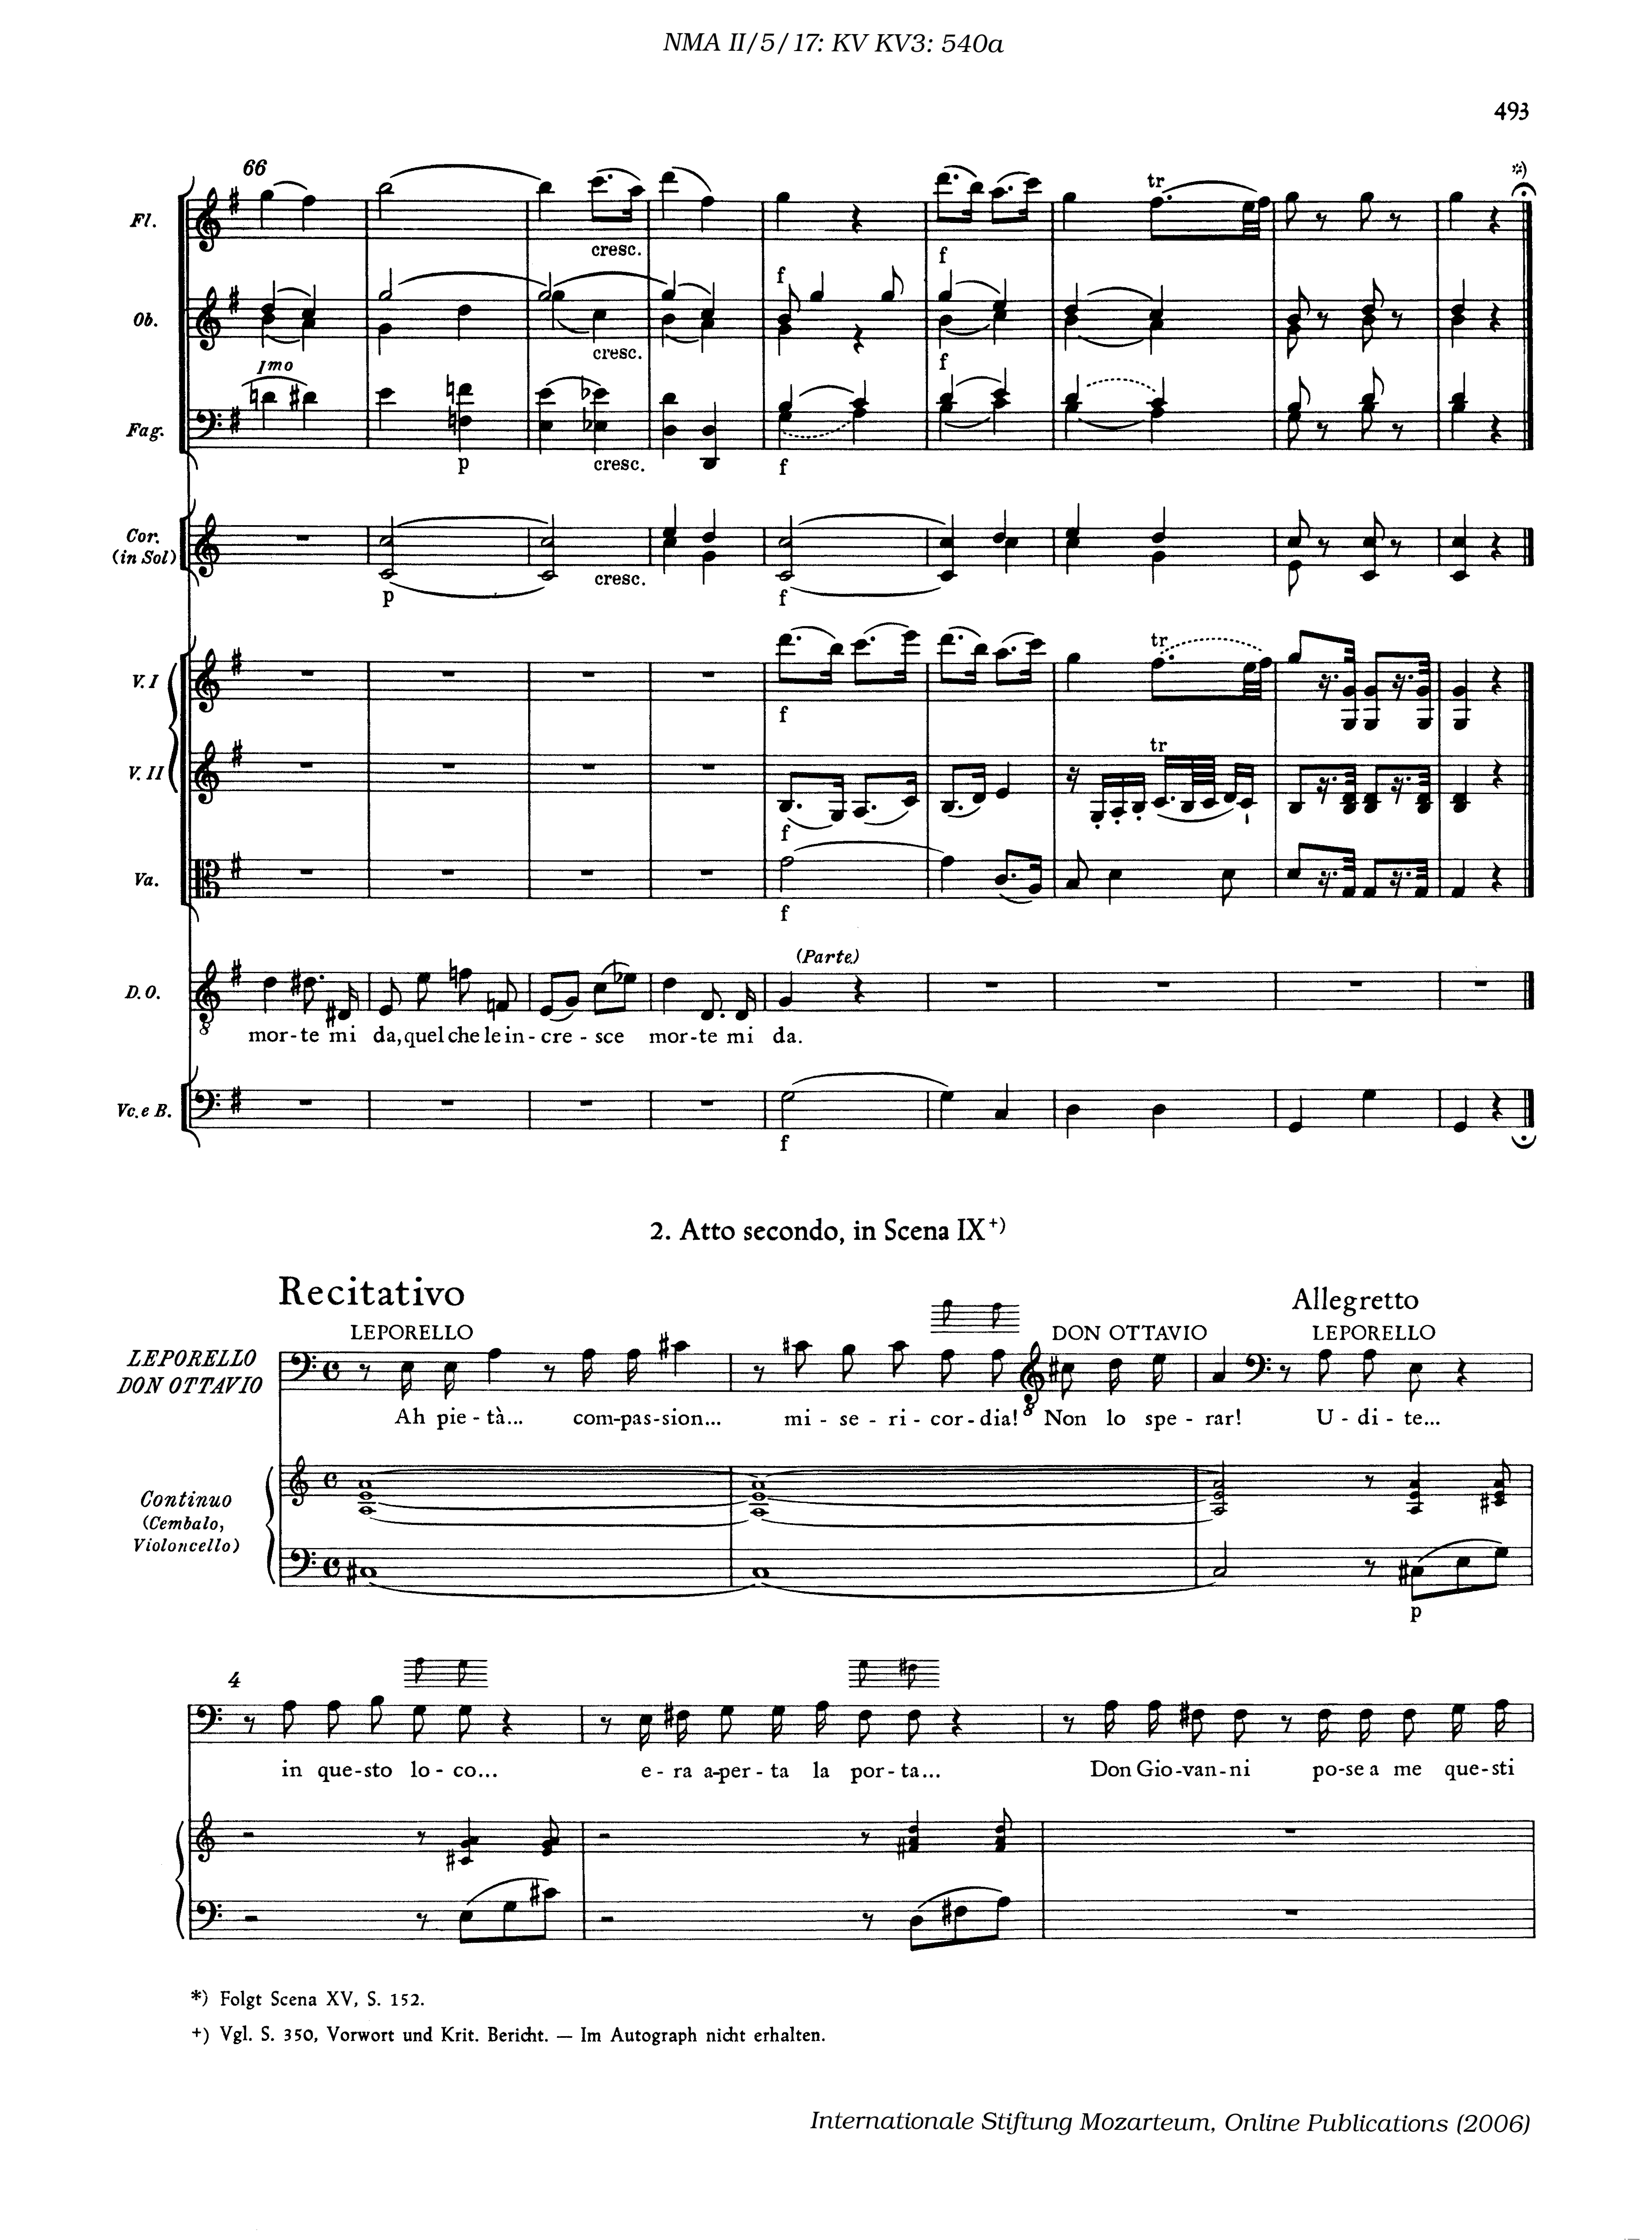 NMA II/5/17: KV KV3: 540a
493
66
*)
Fl.
tr
cresc.
f
Ob.
f
cresc.
f
Imo
Fag.
p
cresc.
f
Cor.
(in Sol)
p
cresc.
f
V. I
tr
f
V. II
tr
f
Va.
f
(Parte)
D. O.
8
mor-te mi da, quel che le in-cre-sce mor-te mi da.
Vc. e B.
f
2. Atto secondo, in Scena IX+)
Recitativo
Allegretto
LEPORELLO DON OTTAVIO LEPORELLO
LEPORELLO
DON OTTAVIO
8
Ah pie-tà... com-pas-sion... mi-se-ri-cor-dia! Non lo spe-rar! U-di-te...
Continuo
(Cembalo,
Violoncello)
p
4
in que-sto lo-co... e-ra a-per-ta la por-ta... Don Gio-van-ni po-se a me que-sti
*) Folgt Scena XV, S. 152.
+) Vgl. S. 350, Vorwort und Krit. Bericht. — Im Autograph nicht erhalten.
Internationale Stiftung Mozarteum, Online Publications (2006)